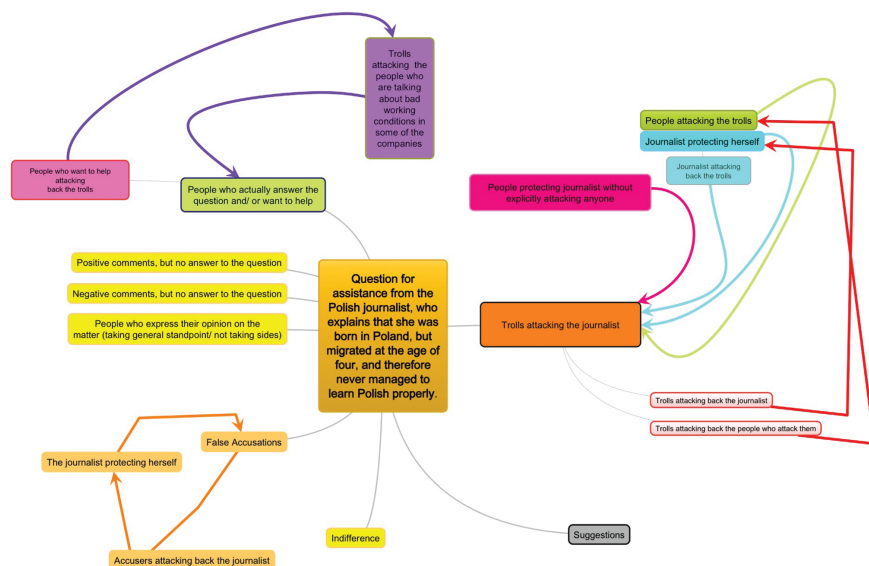 Trolls
attacking the
people who
are talking
about bad
working
conditions in
some of the
companies
People attacking the trolls
Journalist protecting herself
Journalist attacking
back the trolls
People who want to help
attacking
back the trolls
People who actually answer the
question and/ or want to help
People protecting journalist without
explicitly attacking anyone
Positive comments, but no answer to the question
Negative comments, but no answer to the question
People who express their opinion on the
matter (taking general standpoint/ not taking sides)
Question for
assistance from the
Polish journalist, who
explains that she was
born in Poland, but
migrated at the age of
four, and therefore
never managed to
learn Polish properly.
Trolls attacking the journalist
Trolls attacking back the journalist
Trolls attacking back the people who attack them
False Accusations
The journalist protecting herself
Accusers attacking back the journalist
Indifference
Suggestions